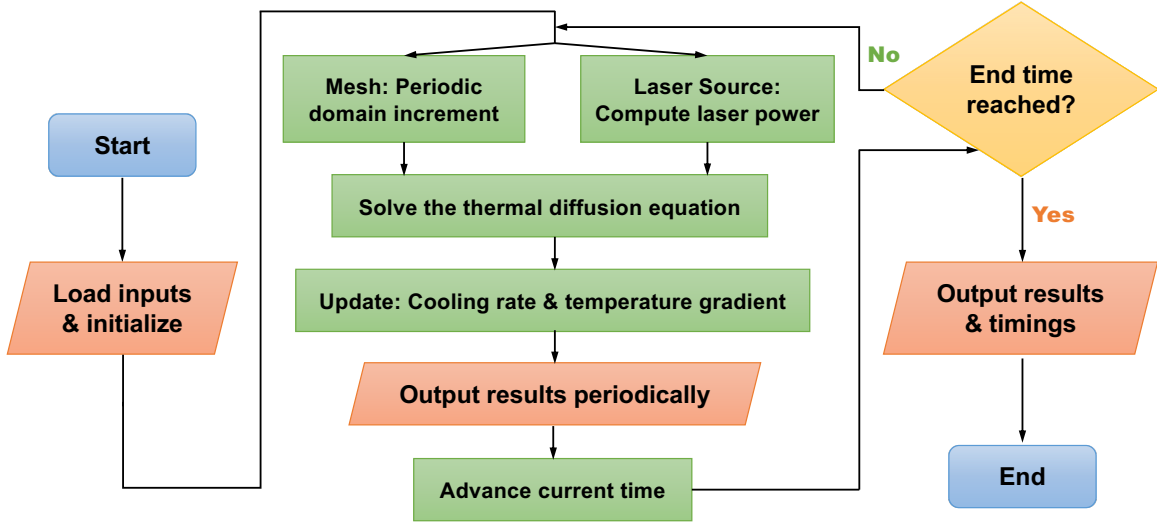 Start
Load inputs
& initialize
Mesh: Periodic
domain increment
Laser Source:
Compute laser power
Solve the thermal diffusion equation
Update: Cooling rate & temperature gradient
Output results periodically
Advance current time
No
End time
reached?
Yes
Output results
& timings
End